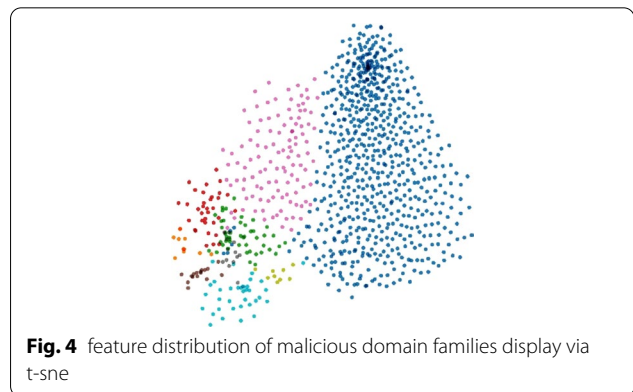 Fig. 4 feature distribution of malicious domain families display via
t-sne